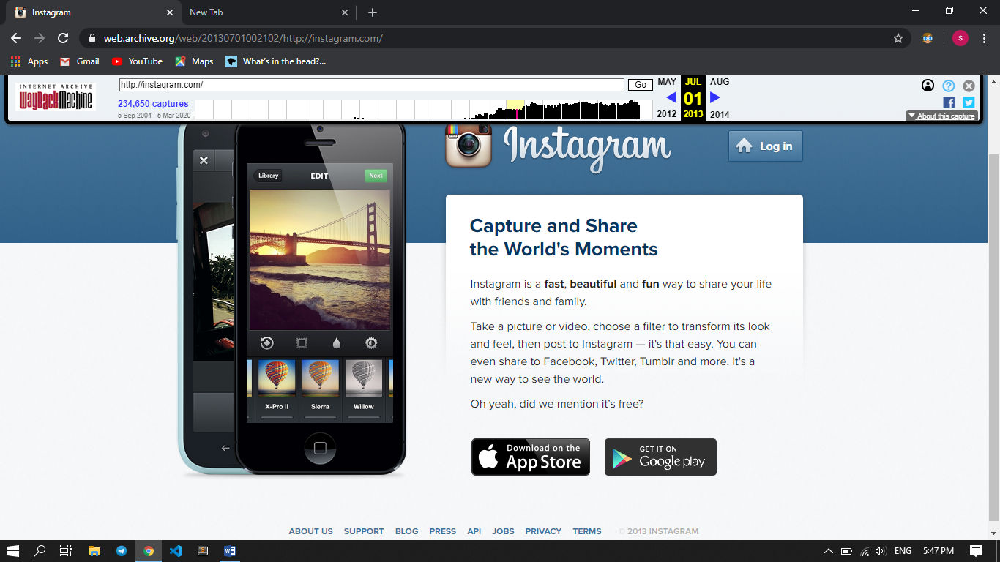 Instagram
New Tab
web.archive.org/web/20130701002102/http://instagram.com/
S
Apps
Gmail
YouTube
Maps
What's in the head?...
INTERNET ARCHIVE
WayBackMachine
http://instagram.com/
Go
234,650 captures
5 Sep 2004 - 5 Mar 2020
MAY JUL AUG
01
2012 2013 2014
About this capture
Instagram
Log in
Library
EDIT
Next
X-Pro II
Sierra
Willow
Capture and Share
the World's Moments
Instagram is a fast, beautiful and fun way to share your life
with friends and family.
Take a picture or video, choose a filter to transform its look
and feel, then post to Instagram — it's that easy. You can
even share to Facebook, Twitter, Tumblr and more. It's a
new way to see the world.
Oh yeah, did we mention it's free?
Download on the
App Store
GET IT ON
Google play
ABOUT US SUPPORT BLOG PRESS API JOBS PRIVACY TERMS © 2013 INSTAGRAM
ENG
5:47 PM